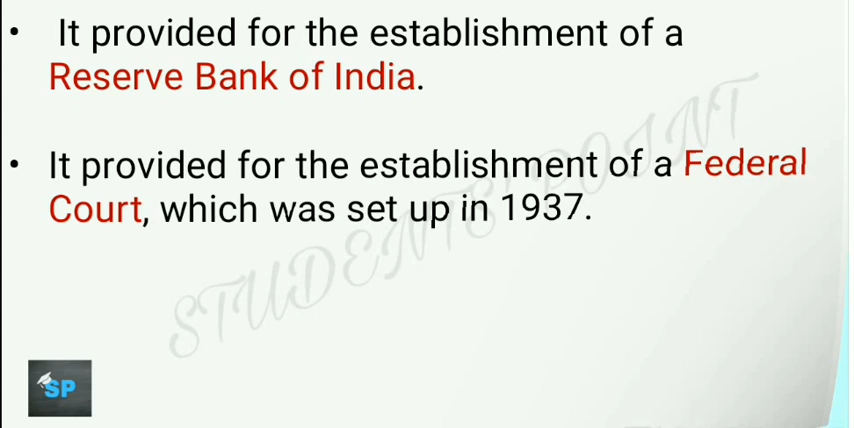 • It provided for the establishment of a
Reserve Bank of India.
• It provided for the establishment of a Federal
Court, which was set up in 1937.
STUDENTS' POINT
SP